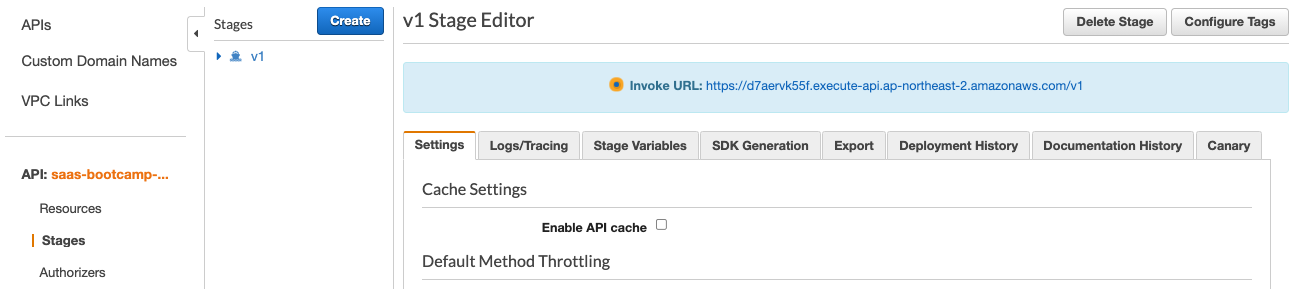 APIs
Custom Domain Names
VPC Links
API: saas-bootcamp-...
Resources
Stages
Authorizers
Stages
Create
v1
v1 Stage Editor
Delete Stage
Configure Tags
Invoke URL: https://d7aervk55f.execute-api.ap-northeast-2.amazonaws.com/v1
Settings
Logs/Tracing
Stage Variables
SDK Generation
Export
Deployment History
Documentation History
Canary
Cache Settings
Enable API cache
Default Method Throttling